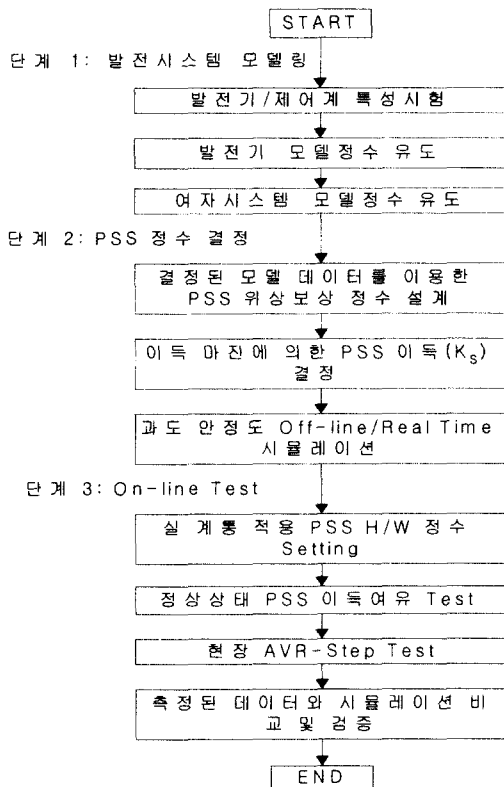 START
단계 1: 발전시스템 모델링
발전기/제어계 특성시험
발전기 모델정수 유도
여자시스템 모델정수 유도
단계 2: PSS 정수 결정
결정된 모델 데이터를 이용한
PSS 위상보상 정수 설계
이득 마진에 의한 PSS 이득(Ks)
결정
과도 안정도 Off-line/Real Time
시뮬레이션
단계 3: On-line Test
실 계통 적용 PSS H/W 정수
Setting
정상상태 PSS 이득여유 Test
현장 AVR-Step Test
측정된 데이터와 시뮬레이션 비
교 및 검증
END